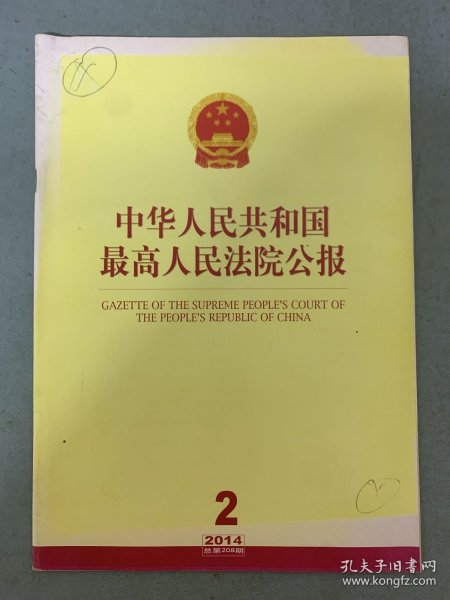 中华人民共和国
最高人民法院公报
GAZETTE OF THE SUPREME PEOPLE'S COURT OF
THE PEOPLE'S REPUBLIC OF CHINA
2
2014
总第208期
孔夫子旧书网
www.kongfz.com